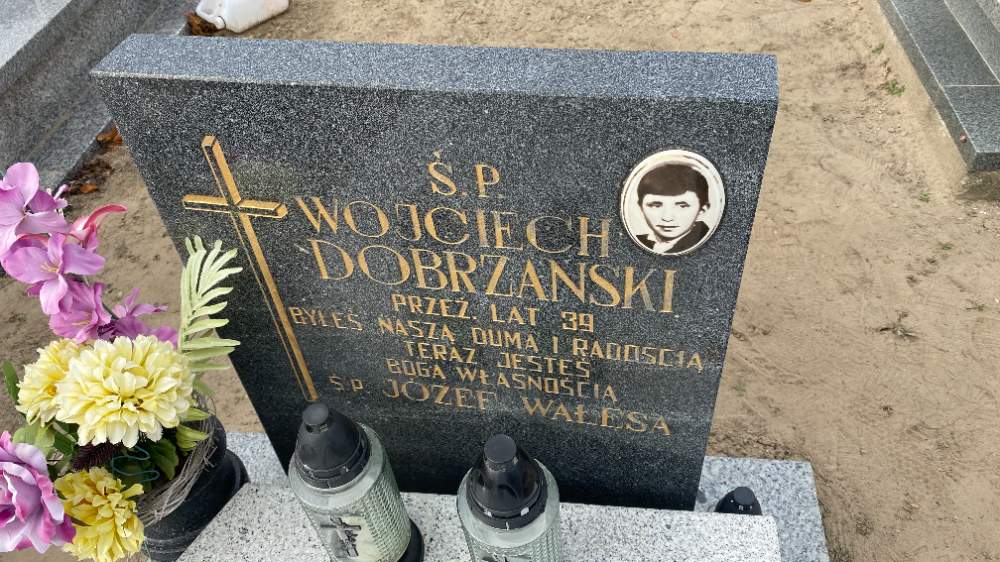 Ś.P.
WOJCIECH
DOBRZAŃSKI
PRZEŻ. LAT 39
BYŁEŚ NASZĄ DUMĄ I RADOŚCIĄ
TERAZ JESTEŚ
BOGA WŁASNOŚCIĄ
Ś.P. JÓZEF WAŁĘSA